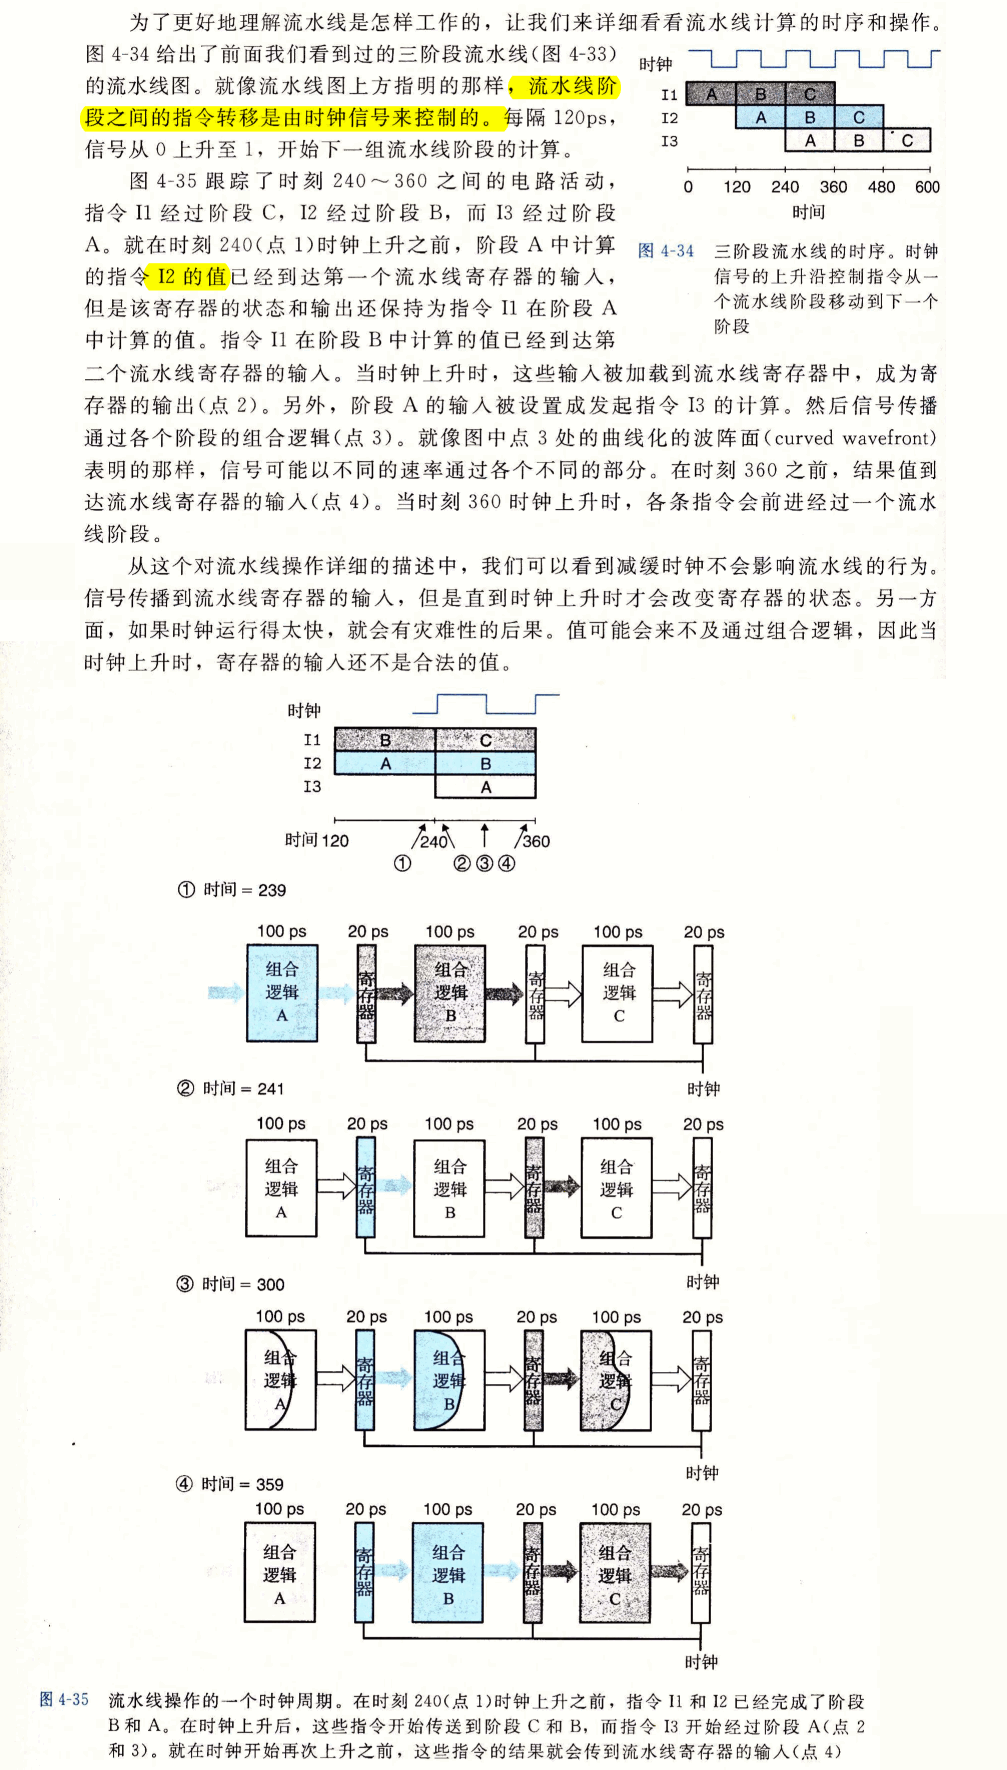 为了更好地理解流水线是怎样工作的，让我们来详细看看流水线计算的时序和操作。
图 4-34 给出了前面我们看到过的三阶段流水线(图 4-33)
的流水线图。就像流水线图上方指明的那样，流水线阶
段之间的指令转移是由时钟信号来控制的。每隔 120ps，
信号从 0 上升至 1，开始下一组流水线阶段的计算。
图 4-35 跟踪了时刻 240～360 之间的电路活动，
指令 I1 经过阶段 C，I2 经过阶段 B，而 I3 经过阶段
A。就在时刻 240(点 1)时钟上升之前，阶段 A 中计算
的指令 I2 的值已经到达第一个流水线寄存器的输入，
但是该寄存器的状态和输出还保持为指令 I1 在阶段 A
中计算的值。指令 I1 在阶段 B 中计算的值已经到达第
时钟
I1 A B C
I2 A B C
I3 A B C
0 120 240 360 480 600
时间
图 4-34 三阶段流水线的时序。时钟
信号的上升沿控制指令从一
个流水线阶段移动到下一个
阶段
二个流水线寄存器的输入。当时钟上升时，这些输入被加载到流水线寄存器中，成为寄
存器的输出(点 2)。另外，阶段 A 的输入被设置成发起指令 I3 的计算。然后信号传播
通过各个阶段的组合逻辑(点 3)。就像图中点 3 处的曲线化的波阵面(curved wavefront)
表明的那样，信号可能以不同的速率通过各个不同的部分。在时刻 360 之前，结果值到
达流水线寄存器的输入(点 4)。当时刻 360 时钟上升时，各条指令会前进经过一个流水
线阶段。
从这个对流水线操作详细的描述中，我们可以看到减缓时钟不会影响流水线的行为。
信号传播到流水线寄存器的输入，但是直到时钟上升时才会改变寄存器的状态。另一方
面，如果时钟运行得太快，就会有灾难性的后果。值可能会来不及通过组合逻辑，因此当
时钟上升时，寄存器的输入还不是合法的值。
时钟
I1 B C
I2 A B
I3 A
时间 120 240 360
① ② ③ ④
① 时间 = 239
100 ps 20 ps 100 ps 20 ps 100 ps 20 ps
组合逻辑 A 寄存器 组合逻辑 B 寄存器 组合逻辑 C 寄存器
时钟
② 时间 = 241
100 ps 20 ps 100 ps 20 ps 100 ps 20 ps
组合逻辑 A 寄存器 组合逻辑 B 寄存器 组合逻辑 C 寄存器
时钟
③ 时间 = 300
100 ps 20 ps 100 ps 20 ps 100 ps 20 ps
组合逻辑 A 寄存器 组合逻辑 B 寄存器 组合逻辑 C 寄存器
时钟
④ 时间 = 359
100 ps 20 ps 100 ps 20 ps 100 ps 20 ps
组合逻辑 A 寄存器 组合逻辑 B 寄存器 组合逻辑 C 寄存器
时钟
图 4-35 流水线操作的一个时钟周期。在时刻 240(点 1)时钟上升之前，指令 I1 和 I2 已经完成了阶段
B 和 A。在时钟上升后，这些指令开始传送到阶段 C 和 B，而指令 I3 开始经过阶段 A(点 2
和 3)。就在时钟开始再次上升之前，这些指令的结果就会传到流水线寄存器的输入(点 4)